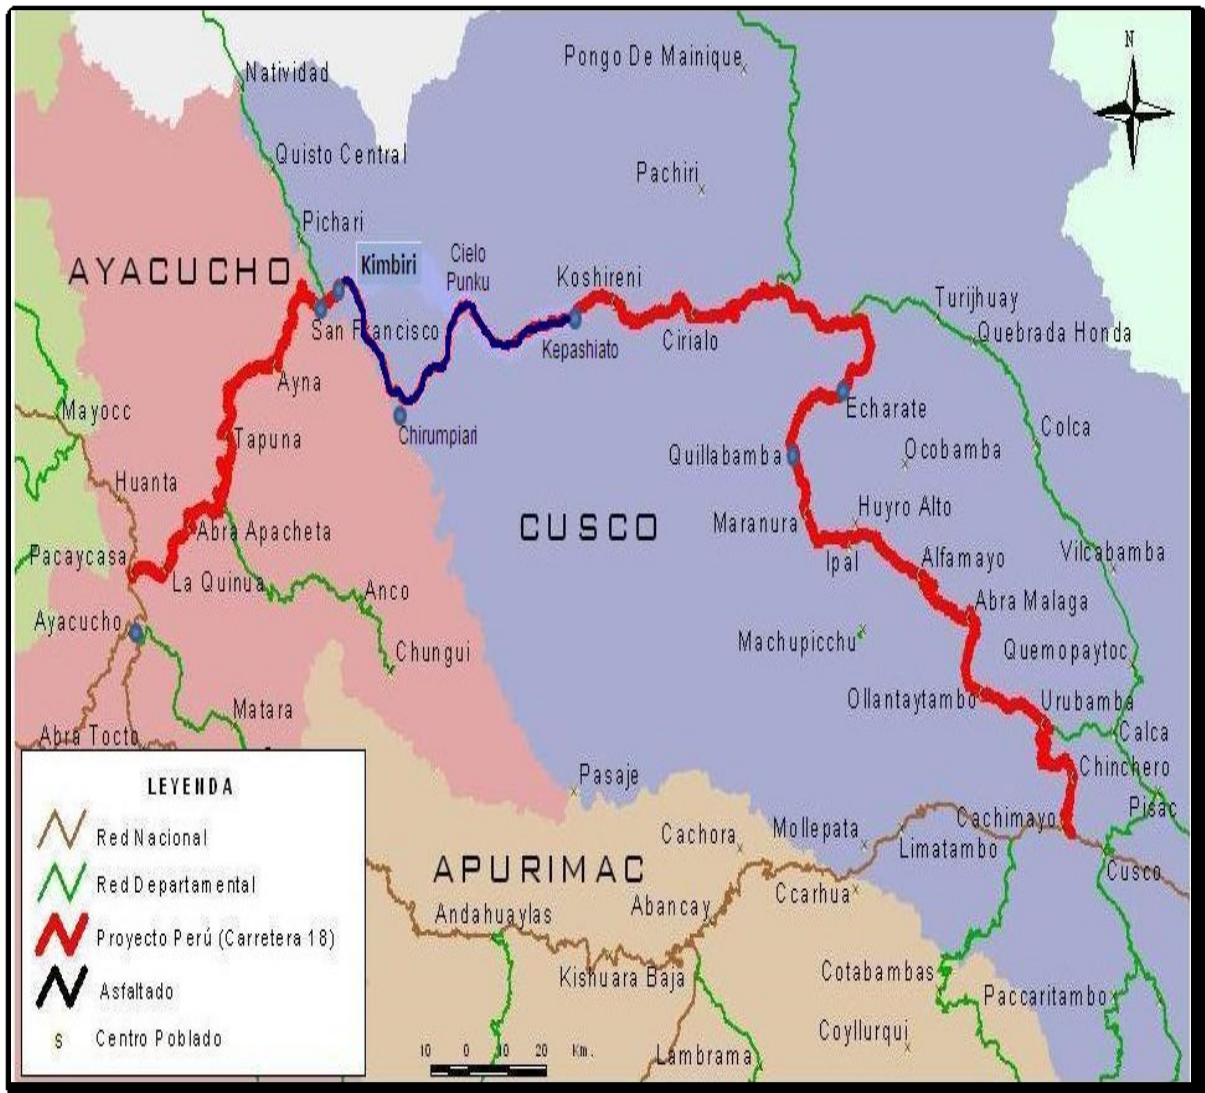 N
Pongo De Mainique
Natividad
Quisto Central
Pachiri
Pichari
AYACUCHO
Kimbiri
Cielo
Punku
Koshireni
Turijhuay
San Francisco
Quebrada Honda
Kepashiato
Cirialo
Ayna
Mayocc
Echarate
Chirumpiari
Colca
Tapuna
Quillabamba
Ocobamba
Huanta
Huyro Alto
Maranura
CUSCO
Abra Apacheta
Pacaycasa
Vilcabamba
Ipal
Alfamayo
La Quinua
Anco
Abra Malaga
Ayacucho
Machupicchu
Chungui
Quemopaytoc
Ollantaytambo
Urubamba
Matara
Calca
Abra Tocto
Chinchero
Pasaje
Pisac
Cachimayo
Cachora
Mollepata
Limatambo
APURIMAC
Cusco
Ccarhua
Abancay
Andahuaylas
Kishuara Baja
Cotabambas
Paccaritambo
Coyllurqui
Lambrama
LEYENDA
Red Nacional
Red Departamental
Proyecto Perú (Carretera 18)
Asfaltado
s Centro Poblado
10 0 10 20 Km.